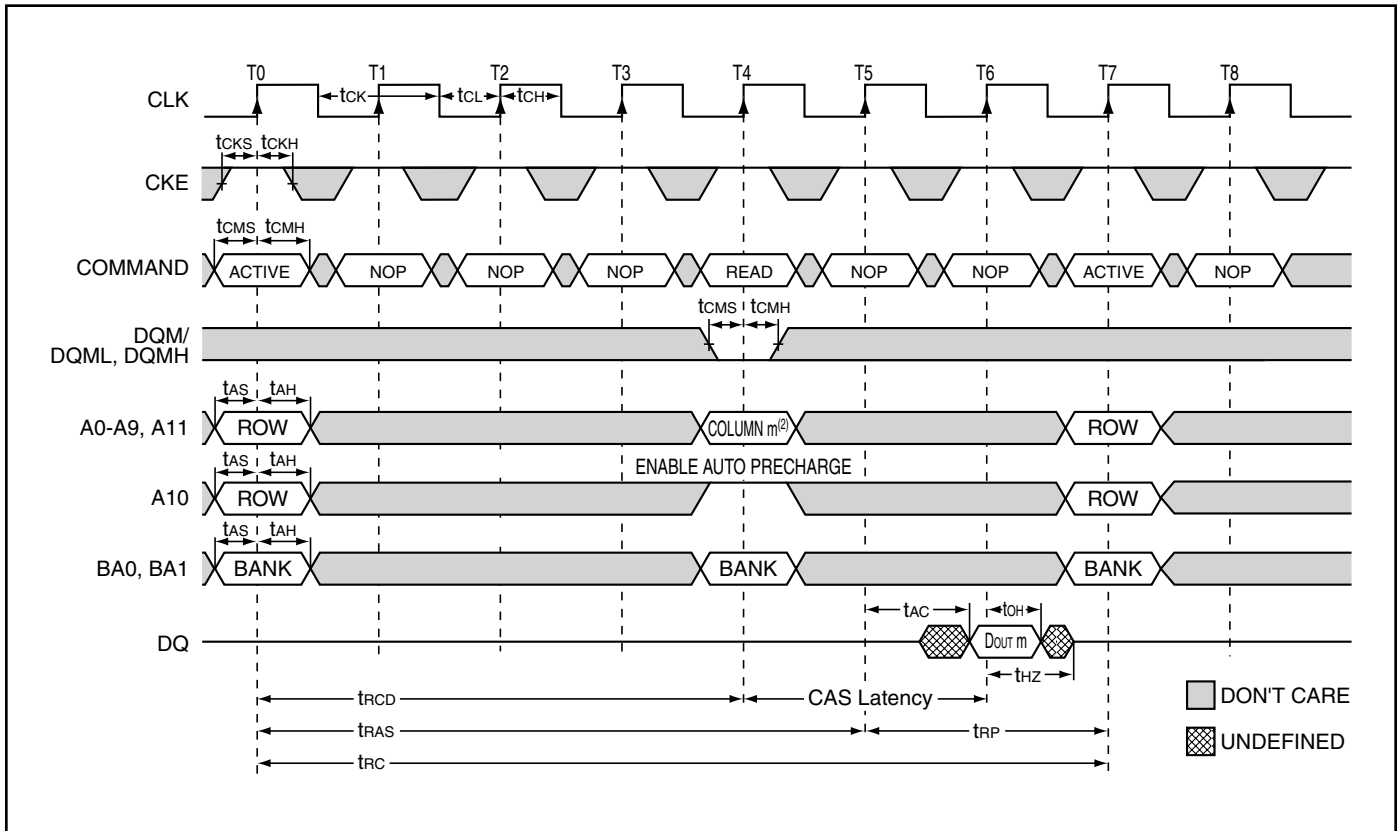 T0 T1 T2 T3 T4 T5 T6 T7 T8
CLK tCK tCL tCH
tCKS tCKH
CKE
tCMS tCMH
COMMAND ACTIVE NOP NOP NOP READ NOP NOP ACTIVE NOP
tCMS tCMH
DQM/
DQML, DQMH
tAS tAH
A0-A9, A11 ROW COLUMN m(2) ROW
tAS tAH ENABLE AUTO PRECHARGE
A10 ROW ROW
tAS tAH
BA0, BA1 BANK BANK BANK
tAC tOH
DQ DOUT m
tHZ
tRCD CAS Latency
DON'T CARE
tRAS tRP
UNDEFINED
tRC